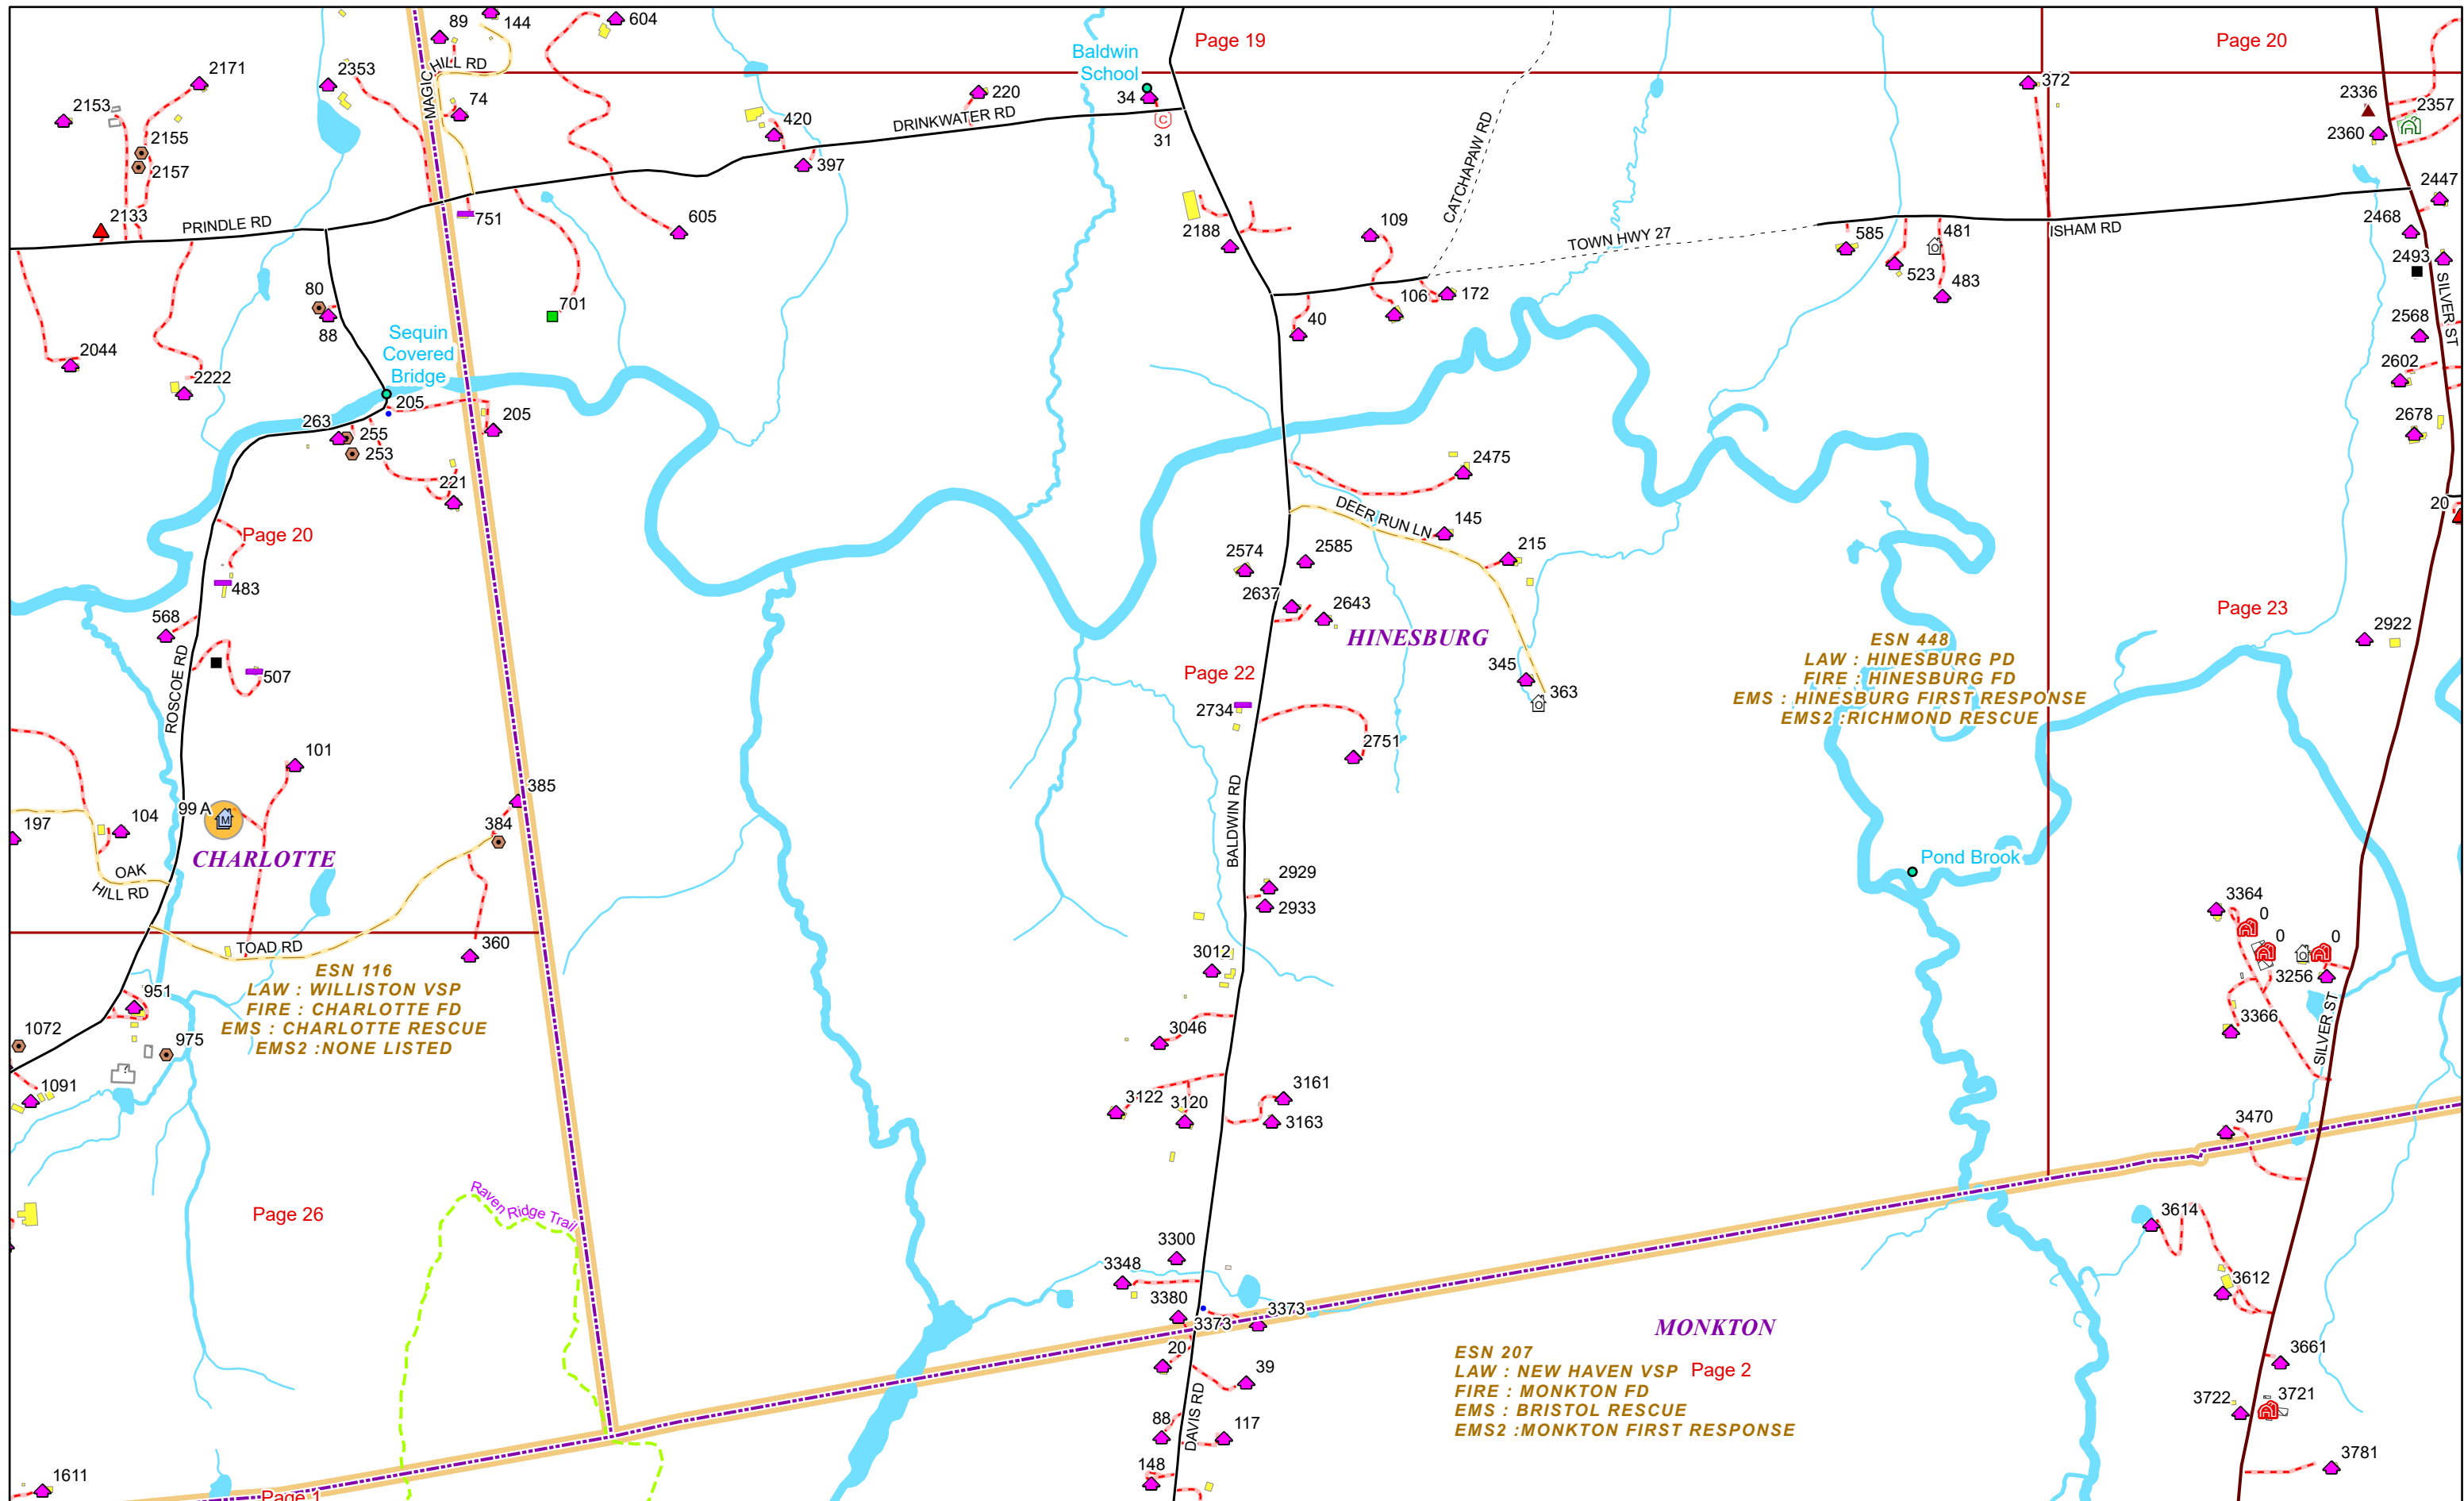 89
144
604
Baldwin
School
Page 19
Page 20
2171
2353
HILL RD
MAGIC
74
2153
2155
2157
420
220
DRINKWATER RD
34
31
397
CATCHAPAW RD
372
2336
2357
2360
2133
PRINDLE RD
751
605
2188
109
TOWN HWY 27
585
481
523
483
ISHAM RD
2447
2468
2493
SILVER ST
80
88
701
106
172
40
2568
2044
2222
Sequin
Covered
Bridge
205
205
263
255
253
221
2602
2678
2475
DEER RUN LN
145
215
20
Page 20
483
568
ROSCOE RD
507
2574
2585
2637
2643
HINESBURG
Page 22
345
363
2734
2751
Page 23
2922
ESN 448
LAW : HINESBURG PD
FIRE : HINESBURG FD
EMS : HINESBURG FIRST RESPONSE
EMS2 :RICHMOND RESCUE
101
385
99 A
M
104
197
384
CHARLOTTE
OAK
HILL RD
BALDWIN RD
Pond Brook
2929
2933
3364
0
0
0
3256
3366
SILVER ST
TOAD RD
360
3012
ESN 116
LAW : WILLISTON VSP
FIRE : CHARLOTTE FD
EMS : CHARLOTTE RESCUE
EMS2 :NONE LISTED
951
1072
975
?
1091
3046
3122
3120
3161
3163
3470
Page 26
Raven Ridge Trail
3300
3348
3380
3373
3373
3614
3612
MONKTON
ESN 207
LAW : NEW HAVEN VSP
Page 2
FIRE : MONKTON FD
EMS : BRISTOL RESCUE
EMS2 :MONKTON FIRST RESPONSE
20
39
DAVIS RD
88
117
148
3661
3722
3721
3781
1611
Page 1
C
O
O
O